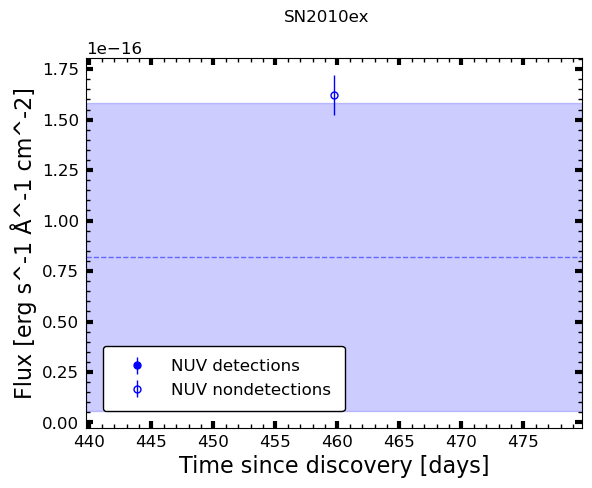 SN2010ex
1e−16
1.75
1.50
1.25
1.00
0.75
0.50
0.25
0.00
Flux [erg s^-1 Å^-1 cm^-2]
NUV detections
NUV nondetections
440 445 450 455 460 465 470 475
Time since discovery [days]